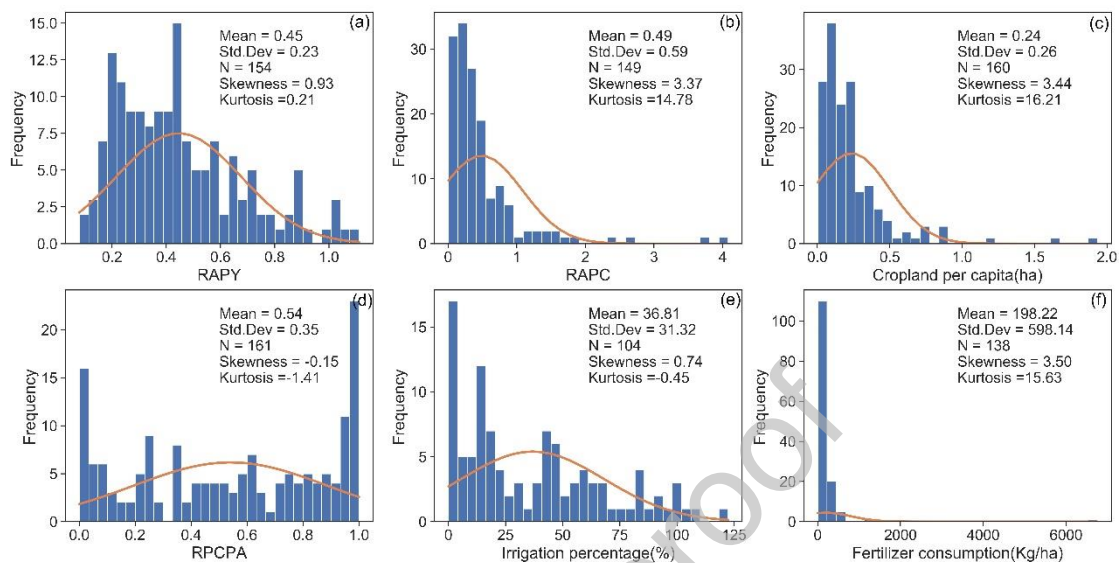 (a)
Mean = 0.45
Std.Dev = 0.23
N = 154
Skewness = 0.93
Kurtosis =0.21
15.0
12.5
10.0
7.5
5.0
2.5
0.0
Frequency
0.2 0.4 0.6 0.8 1.0
RAPY
(b)
Mean = 0.49
Std.Dev = 0.59
N = 149
Skewness = 3.37
Kurtosis =14.78
30
20
10
0
Frequency
0 1 2 3 4
RAPC
(c)
Mean = 0.24
Std.Dev = 0.26
N = 160
Skewness = 3.44
Kurtosis =16.21
30
20
10
0
Frequency
0.0 0.5 1.0 1.5 2.0
Cropland per capita(ha)
(d)
Mean = 0.54
Std.Dev = 0.35
N = 161
Skewness = -0.15
Kurtosis =-1.41
20
15
10
5
0
Frequency
0.0 0.2 0.4 0.6 0.8 1.0
RPCPA
(e)
Mean = 36.81
Std.Dev = 31.32
N = 104
Skewness = 0.74
Kurtosis =-0.45
15
10
5
0
Frequency
0 25 50 75 100 125
Irrigation percentage(%)
(f)
Mean = 198.22
Std.Dev = 598.14
N = 138
Skewness = 3.50
Kurtosis =15.63
100
80
60
40
20
0
Frequency
0 2000 4000 6000
Fertilizer consumption(Kg/ha)
roof